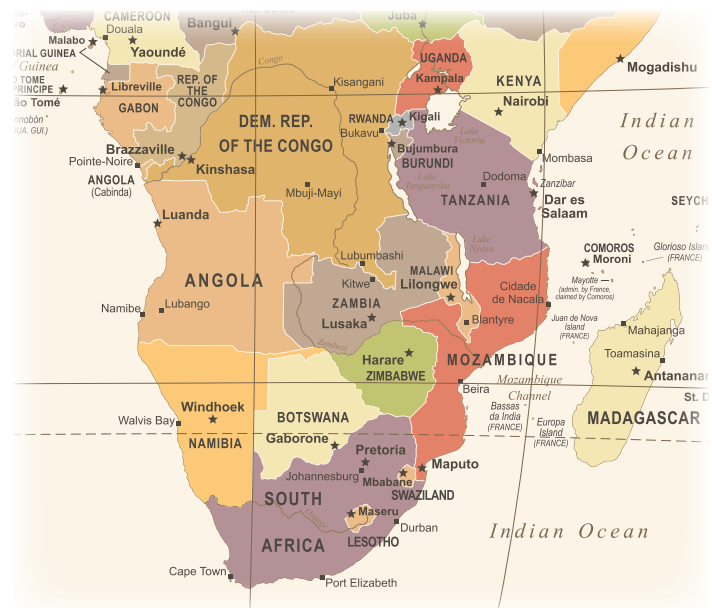 CAMEROON
Juba
Bangui
Douala
Malabo
Yaoundé
UGANDA
Mogadishu
ORIAL GUINEA
Guinea
Congo
Kisangani
Kampala
KENYA
O TOME
PRINCIPE
Libreville
REP. OF
THE
CONGO
ão Tomé
GABON
Nairobi
nnobón
QUA. GUI.)
DEM. REP.
OF THE CONGO
RWANDA
Kigali
Bukavu
Indian
Ocean
Lake
Victoria
Brazzaville
Pointe-Noire
Kinshasa
Bujumbura
BURUNDI
Mombasa
ANGOLA
(Cabinda)
Mbuji-Mayi
Lake
Tanganyika
Dodoma
Zanzibar
TANZANIA
Dar es
Salaam
SEYCH
Luanda
Lake
Nyasa
COMOROS
Moroni
Glorioso Island
(FRANCE)
Lubumbashi
MALAWI
Lilongwe
ANGOLA
Kitwe
Mayotte
(admin. by France,
claimed by Comoros)
Cidade
de Nacala
ZAMBIA
Lusaka
Namibe
Lubango
Blantyre
Juan de Nova
Island
(FRANCE)
Mahajanga
Zambezi
Harare
ZIMBABWE
MOZAMBIQUE
Toamasina
Antananar
Mozambique
Channel
Beira
St. D
Windhoek
BOTSWANA
Bassas
da India
(FRANCE)
Europa
Island
(FRANCE)
MADAGASCAR
Walvis Bay
NAMIBIA
Gaborone
Pretoria
Johannesburg
Maputo
Mbabane
SWAZILAND
SOUTH
AFRICA
Orange
Maseru
LESOTHO
Durban
Indian Ocean
Cape Town
Port Elizabeth